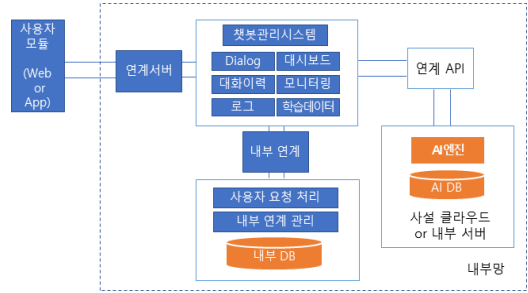 사용자
모듈
(Web
or
App)
연계서버
챗봇관리시스템
Dialog
대시보드
대화이력
모니터링
로그
학습데이터
연계 API
내부 연계
AI엔진
AI DB
사설 클라우드
or 내부 서버
사용자 요청 처리
내부 연계 관리
내부 DB
내부망